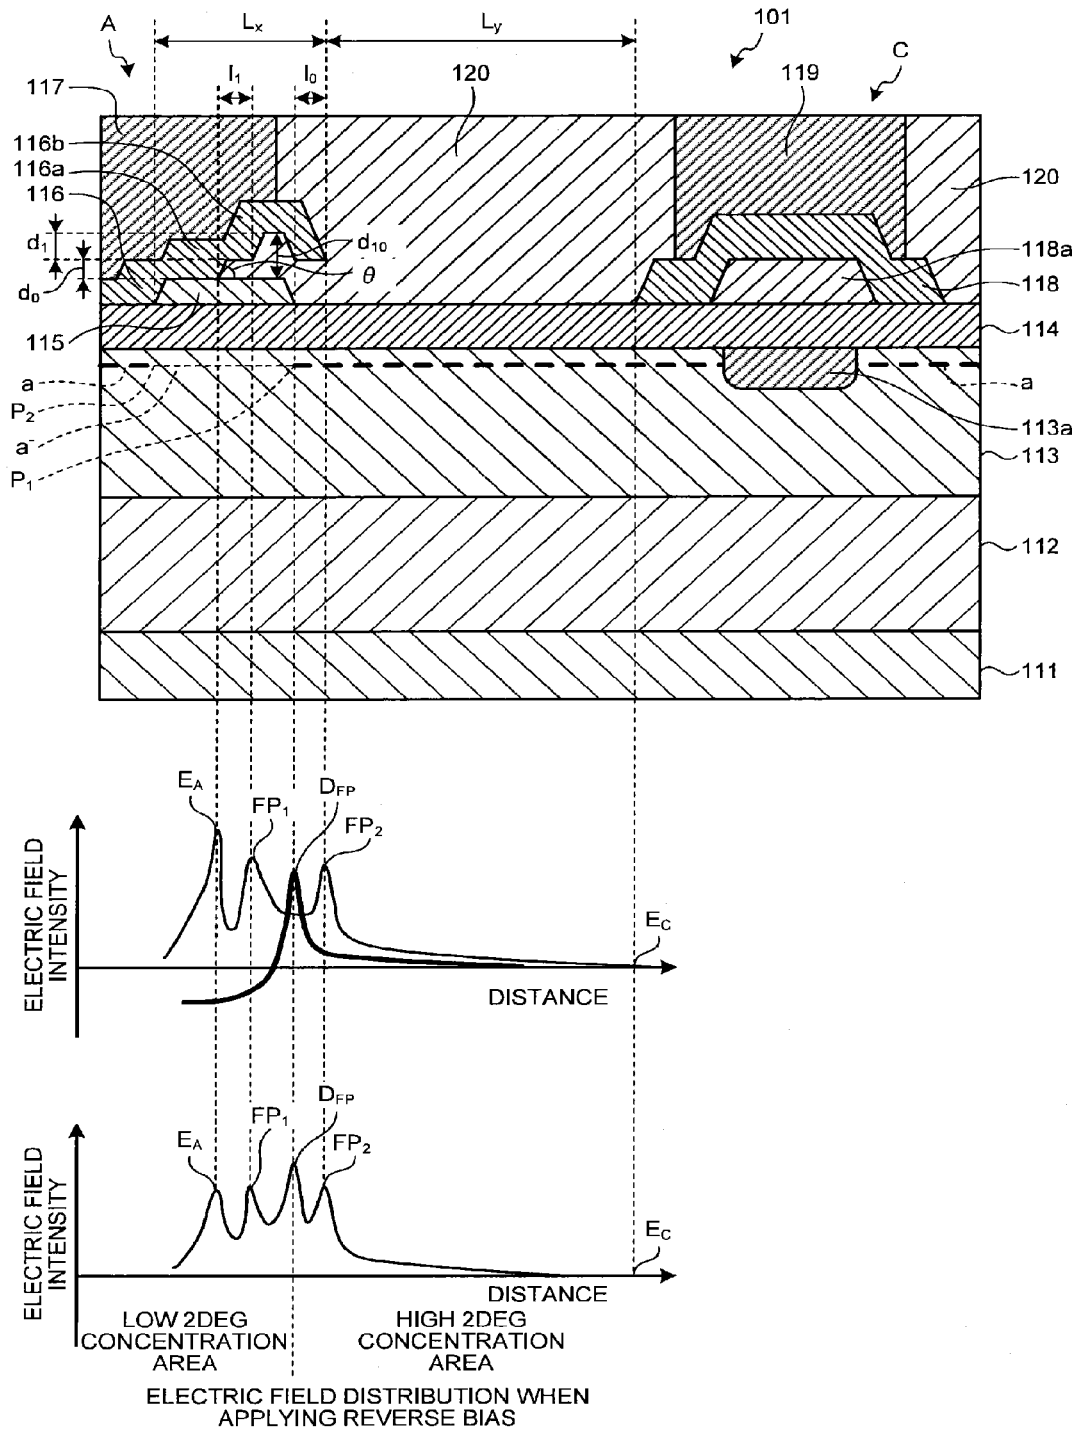 A
Lx
Ly
101
C
117
l1
l0
120
119
116b
116a
116
d1
d0
d10
θ
120
118a
118
114
115
a
P2
a-
P1
a
113a
113
112
111
EA
FP1
DFP
FP2
ELECTRIC FIELD
INTENSITY
EC
DISTANCE
EA
FP1
DFP
FP2
ELECTRIC FIELD
INTENSITY
EC
DISTANCE
LOW 2DEG
CONCENTRATION
AREA
HIGH 2DEG
CONCENTRATION
AREA
ELECTRIC FIELD DISTRIBUTION WHEN
APPLYING REVERSE BIAS